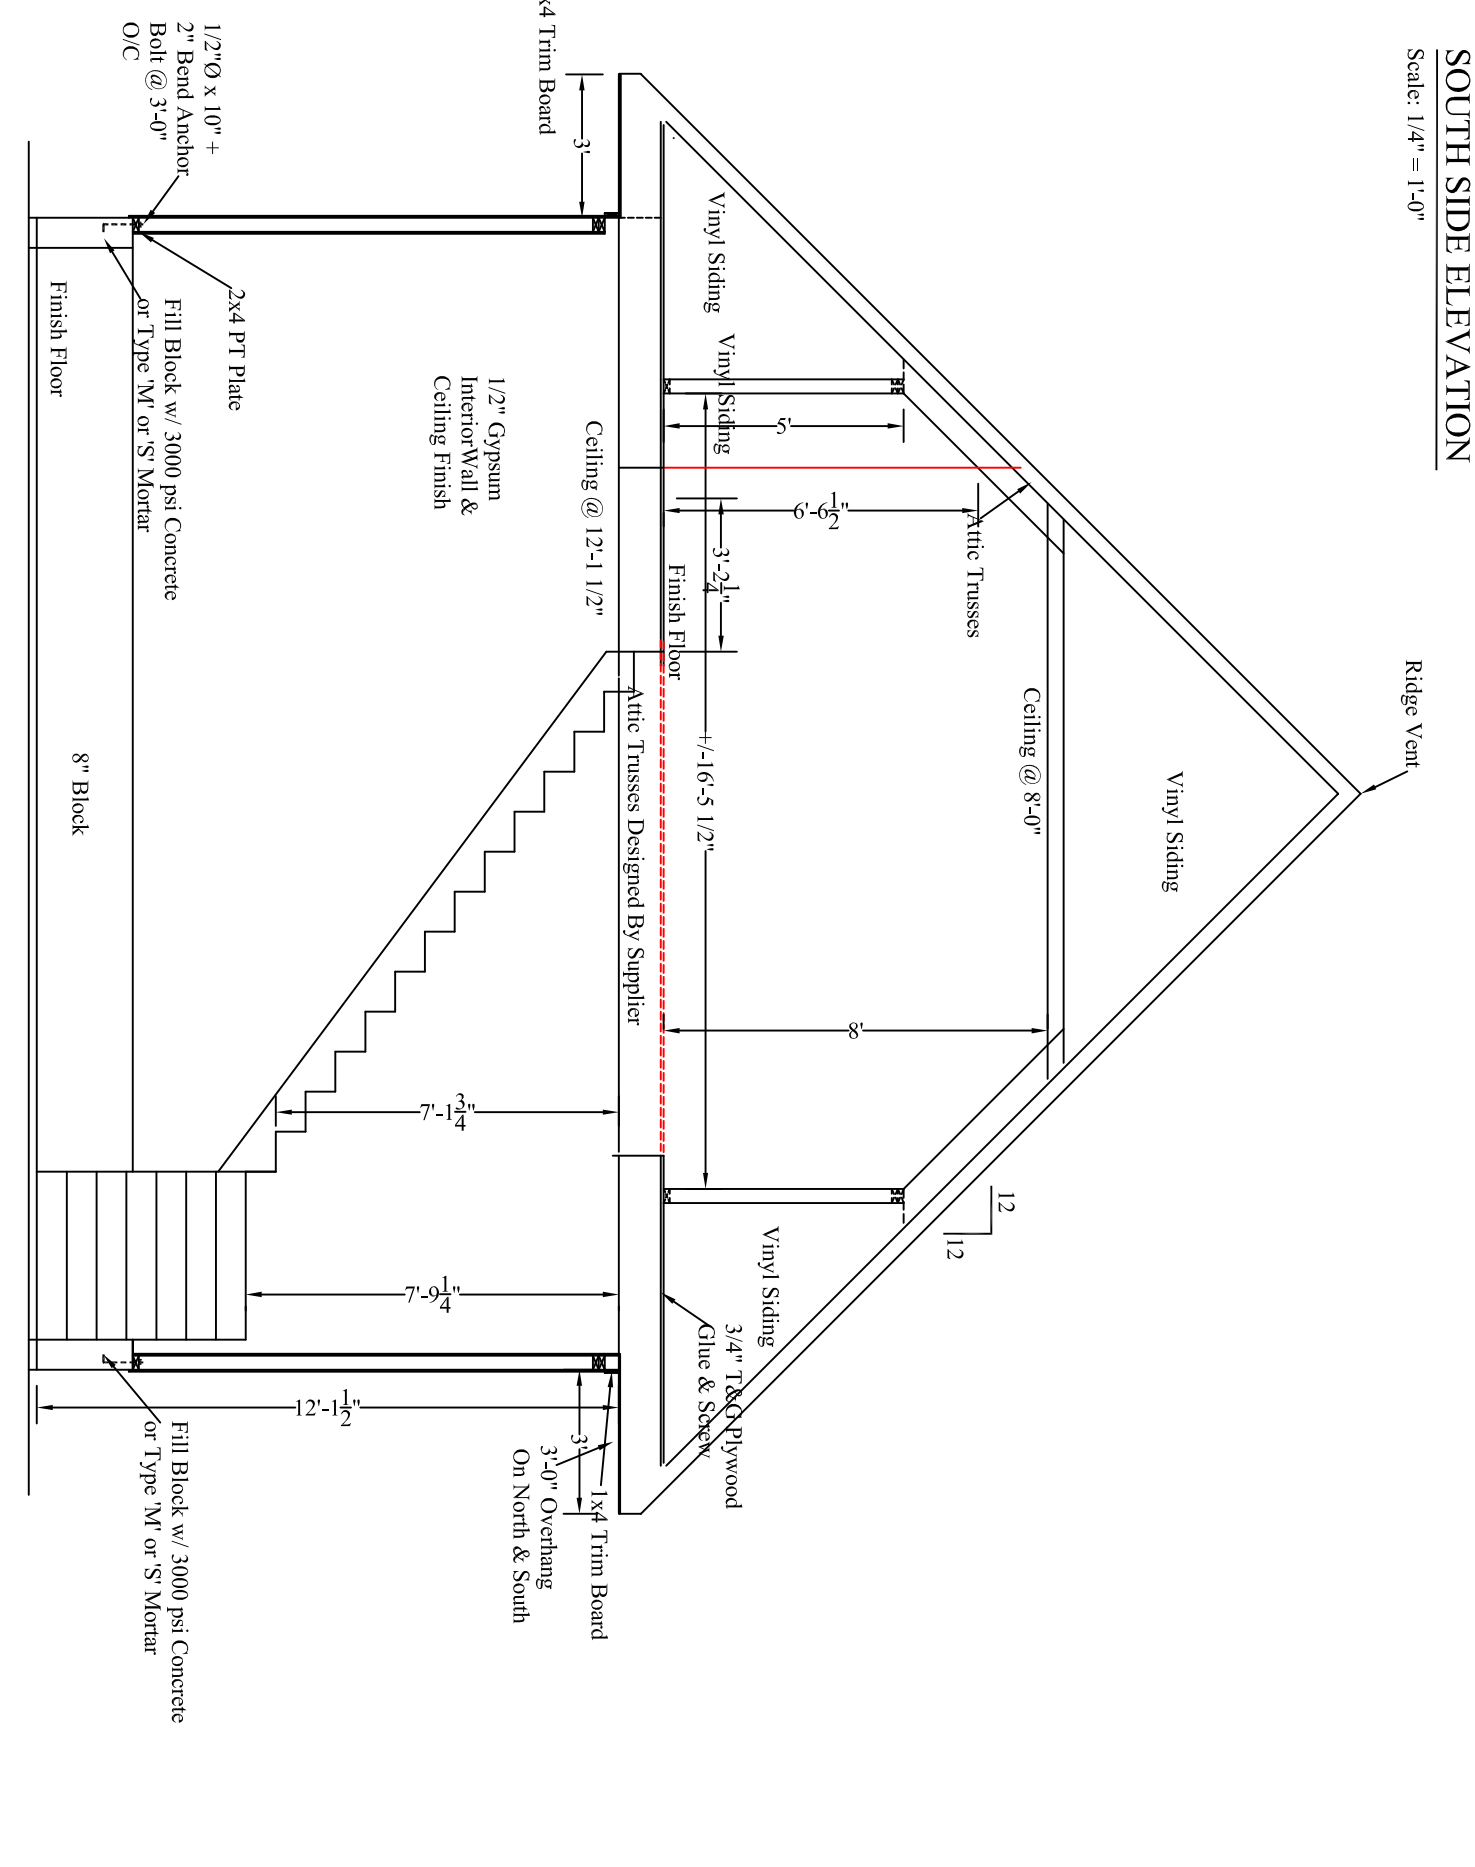 SOUTH SIDE ELEVATION
Scale: 1/4" = 1'-0"
Ridge Vent
Vinyl Siding
Ceiling @ 8'-0"
12
12
Attic Trusses
8'
6'-6 1/2"
5'
Vinyl Siding
Vinyl Siding
Vinyl Siding
3'-2 1/4"
+/-16'-5 1/2"
3/4" T&G Plywood
Glue & Screw
Finish Floor
Attic Trusses Designed By Supplier
Ceiling @ 12'-1 1/2"
x4 Trim Board
3'
3'
1x4 Trim Board
3'-0" Overhang
On North & South
1/2" Gypsum
InteriorWall &
Ceiling Finish
7'-1 3/4"
7'-9 1/4"
12'-1 1/2"
1/2"Ø x 10" +
2" Bend Anchor
Bolt @ 3'-0"
O/C
2x4 PT Plate
Fill Block w/ 3000 psi Concrete
or Type 'M' or 'S' Mortar
Fill Block w/ 3000 psi Concrete
or Type 'M' or 'S' Mortar
8" Block
Finish Floor